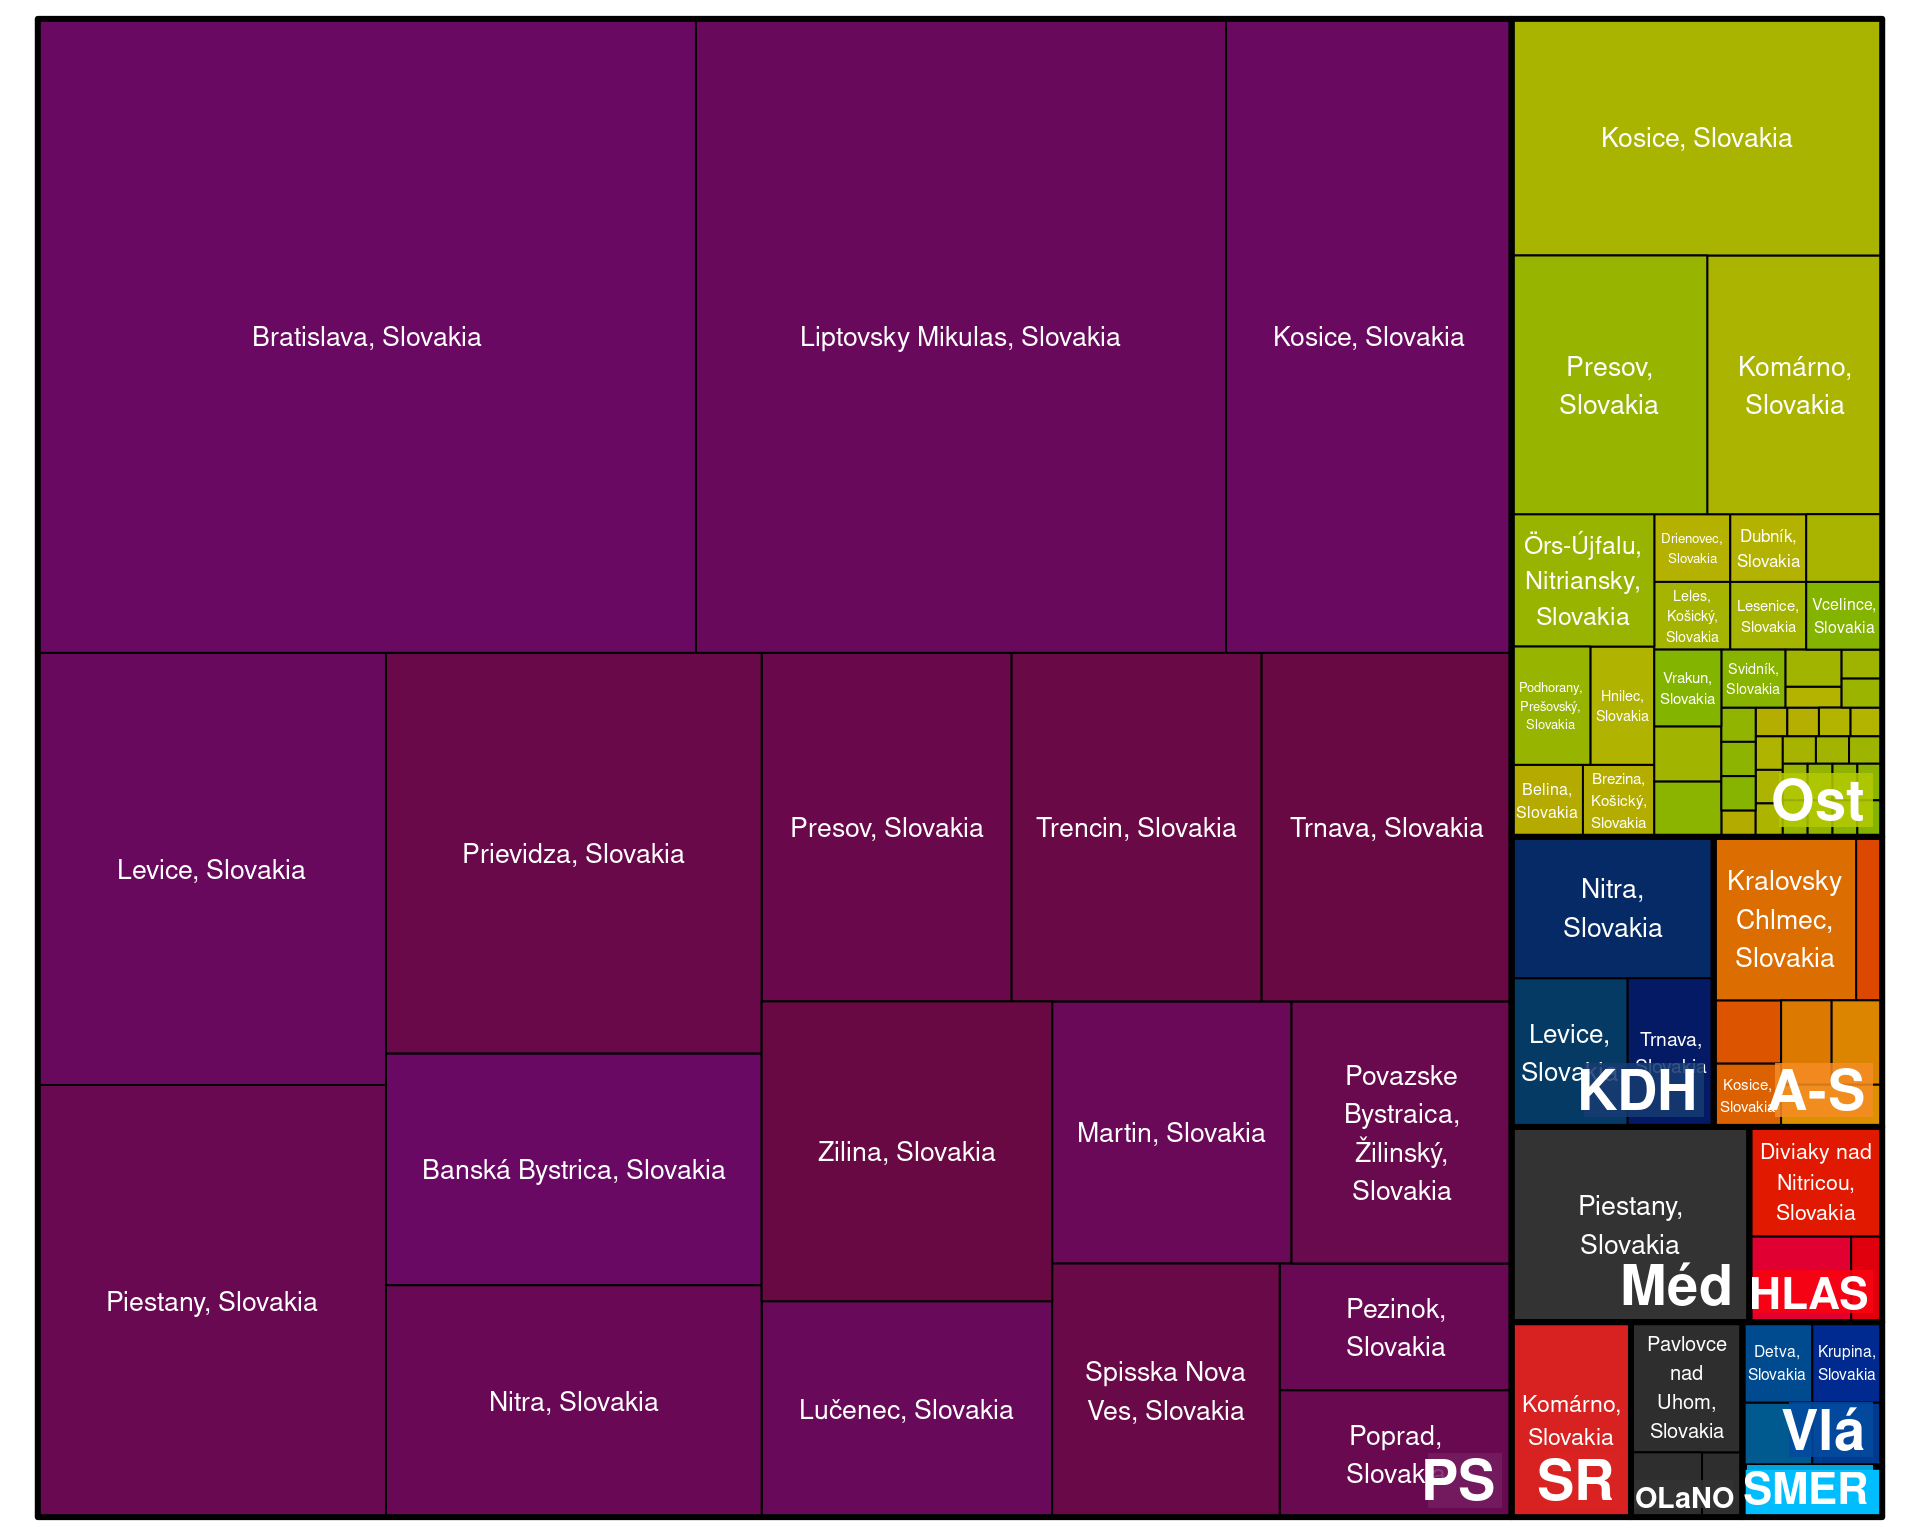 Bratislava, Slovakia
Liptovsky Mikulas, Slovakia
Kosice, Slovakia
Levice, Slovakia
Piestany, Slovakia
Prievidza, Slovakia
Banská Bystrica, Slovakia
Nitra, Slovakia
Presov, Slovakia
Trencin, Slovakia
Trnava, Slovakia
Zilina, Slovakia
Lučenec, Slovakia
Martin, Slovakia
Povazske
Bystraica,
Žilinský,
Slovakia
Spisska Nova
Ves, Slovakia
Pezinok,
Slovakia
Poprad,
Slovakia
PS
Kosice, Slovakia
Presov,
Slovakia
Komárno,
Slovakia
Örs-Újfalu,
Nitriansky,
Slovakia
Drienovec,
Slovakia
Dubník,
Slovakia
Leles,
Košický,
Slovakia
Lesenice,
Slovakia
Vcelince,
Slovakia
Podhorany,
Prešovský,
Slovakia
Hnilec,
Slovakia
Vrakun,
Slovakia
Svidník,
Slovakia
Belina,
Slovakia
Brezina,
Košický,
Slovakia
Ost
Nitra,
Slovakia
Levice,
Slovakia
Trnava,
Slovakia
KDH
Kralovsky
Chlmec,
Slovakia
Kosice,
Slovakia
A-S
Piestany,
Slovakia
Méd
Diviaky nad
Nitricou,
Slovakia
HLAS
Komárno,
Slovakia
SR
Pavlovce
nad
Uhom,
Slovakia
OLaNO
Detva,
Slovakia
Krupina,
Slovakia
Vlá
SMER